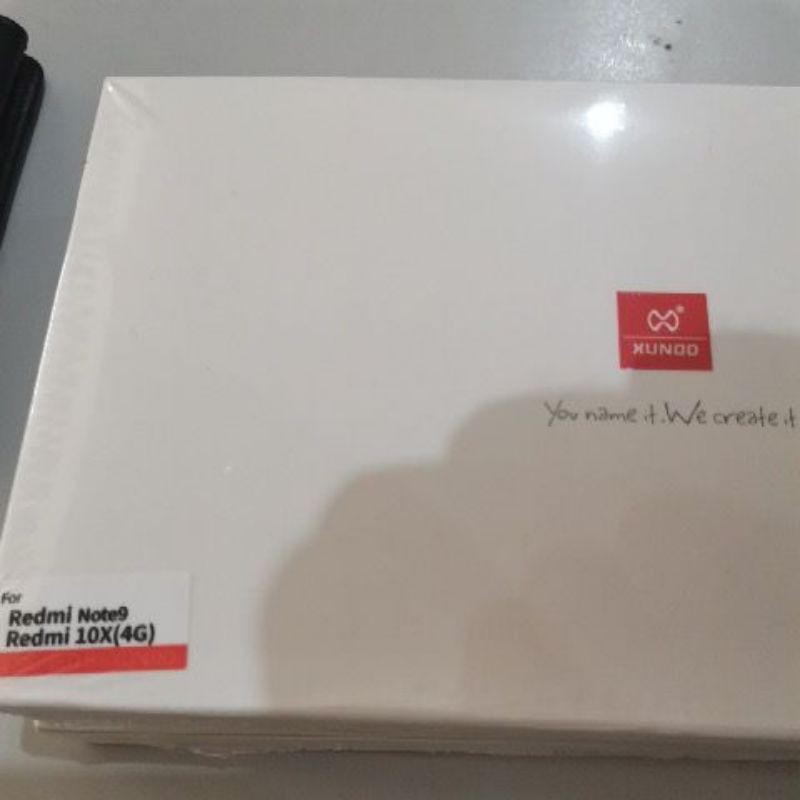 XUNDD
You name it. We create it
For
Redmi Note9
Redmi 10X(4G)